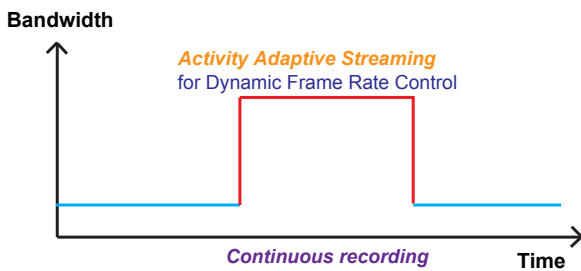 Bandwidth
Activity Adaptive Streaming
for Dynamic Frame Rate Control
Continuous recording
Time